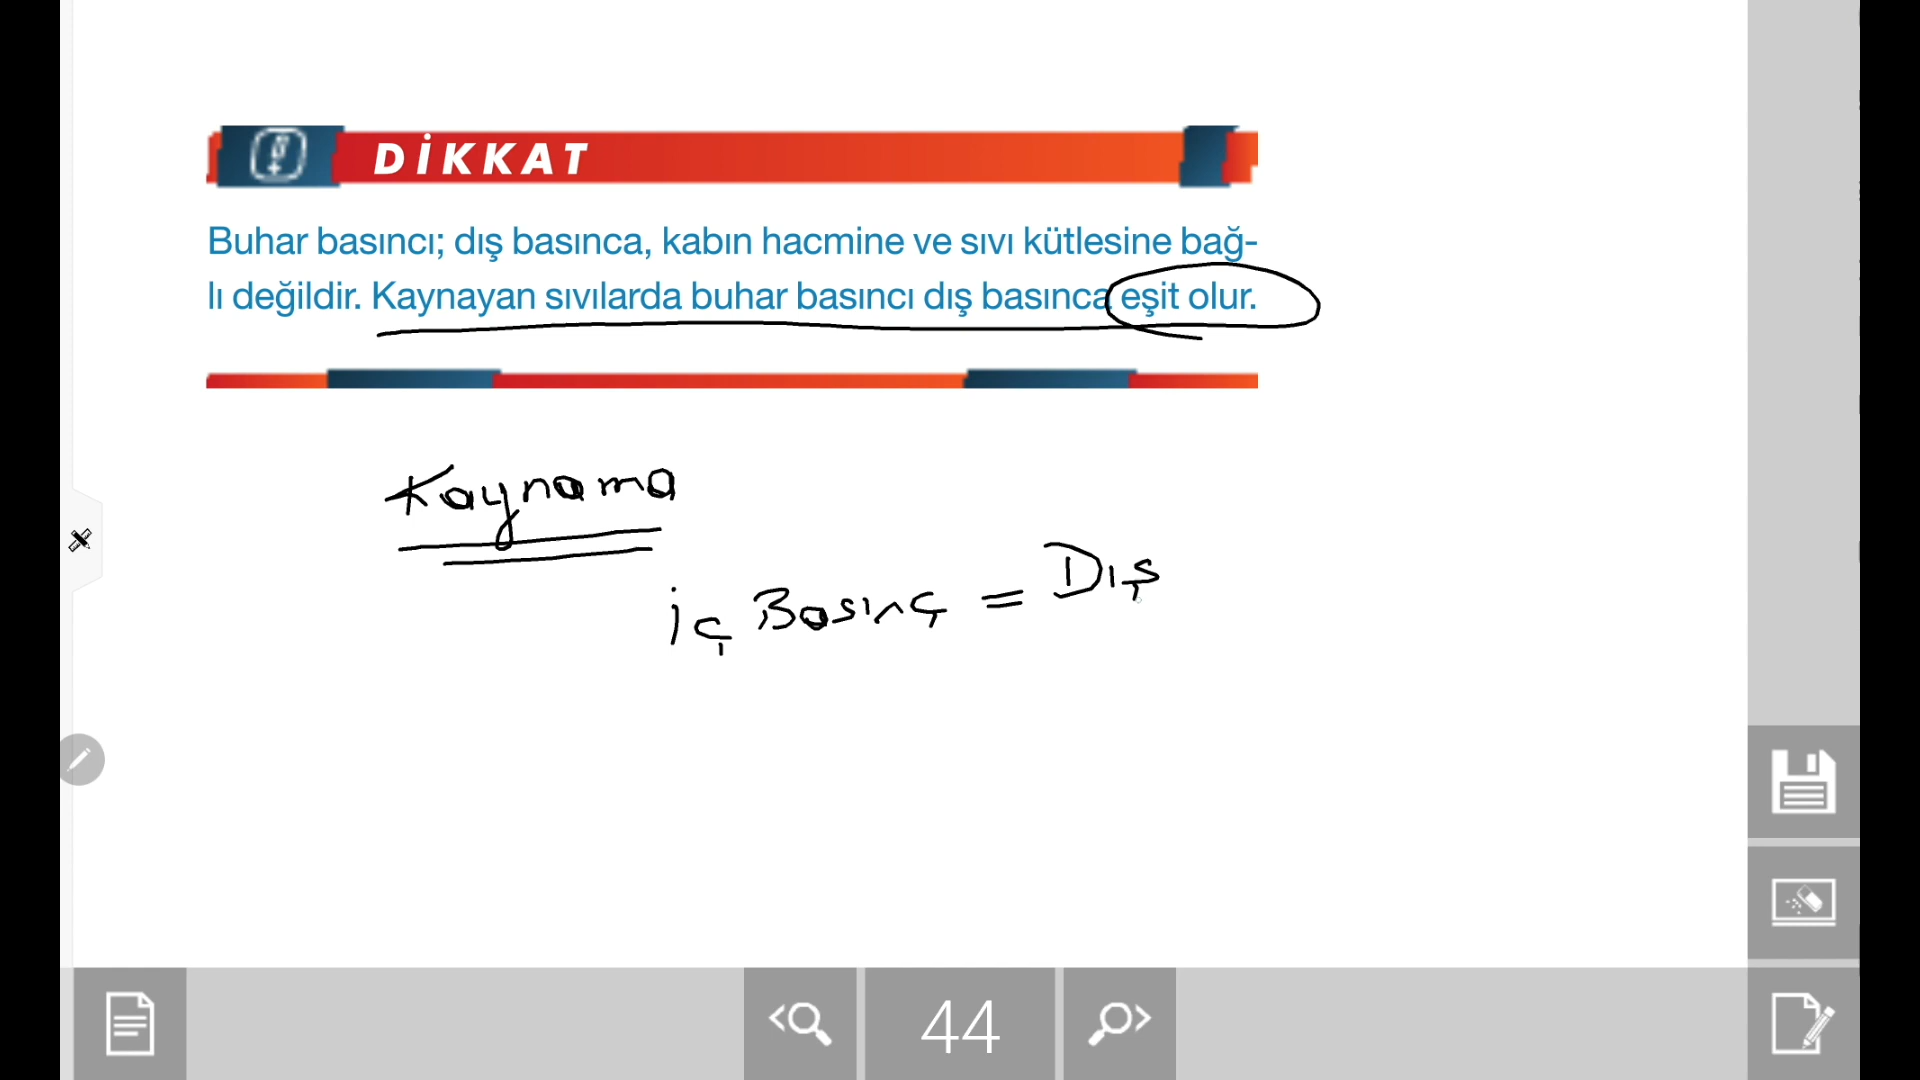 DİKKAT
Buhar basıncı; dış basınca, kabın hacmine ve sıvı kütlesine bağ-
lı değildir. Kaynayan sıvılarda buhar basıncı dış basınca eşit olur.
Kaynama
İç Basınç = Dış
44